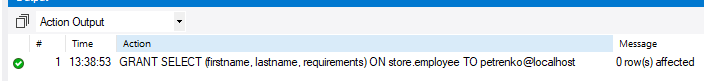 Output
Action Output
# Time Action Message
1 13:38:53 GRANT SELECT (firstname, lastname, requirements) ON store.employee TO petrenko@localhost 0 row(s) affected